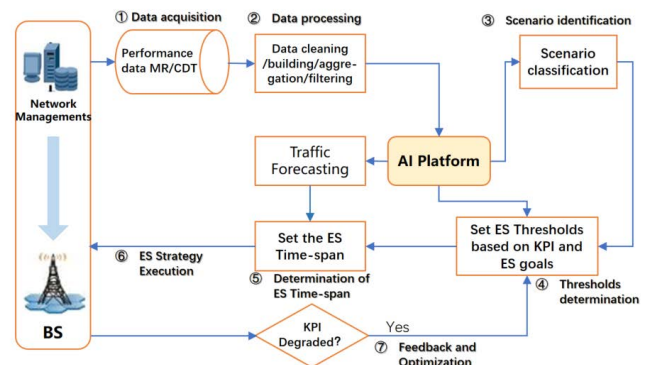 ① Data acquisition
② Data processing
③ Scenario identification
Performance
data MR/CDT
Data cleaning
/building/aggre-
gation/filtering
Scenario
classification
Network
Managements
Traffic
Forecasting
AI Platform
Set the ES
Time-span
Set ES Thresholds
based on KPI and
ES goals
⑥ ES Strategy
Execution
⑤ Determination of
ES Time-span
④ Thresholds
determination
BS
KPI
Degraded?
Yes
⑦ Feedback and
Optimization